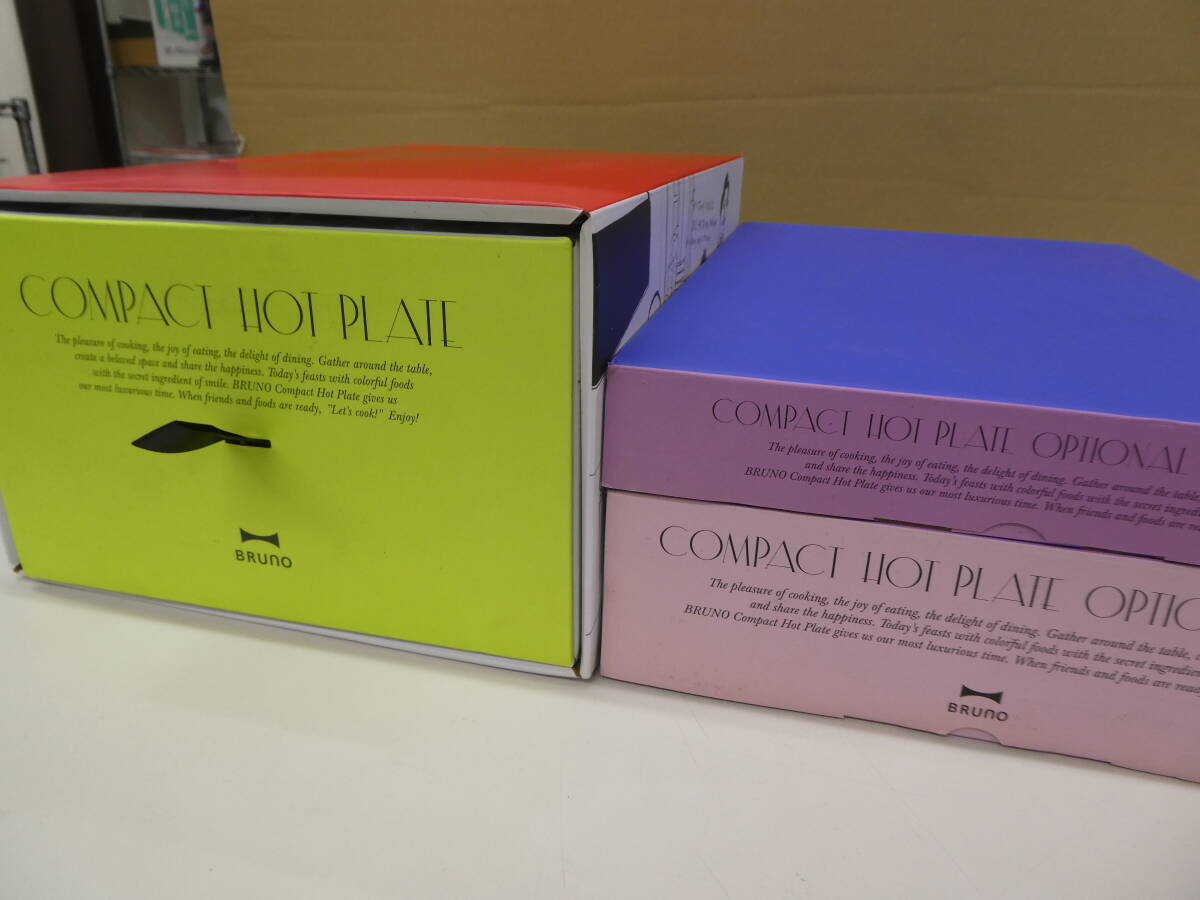 COMPACT HOT PLATE
The pleasure of cooking, the joy of eating, the delight of dining. Gather around the table,
create a beloved space and share the happiness. Today's feasts with colorful foods
with the secret ingredient of smile. BRUNO Compact Hot Plate gives us
our most luxurious time. When friends and foods are ready, "Let's cook!" Enjoy!
BRUNO
COMPACT HOT PLATE OPTIONAL
The pleasure of cooking, the joy of eating, the delight of dining. Gather around the table,
and share the happiness. Today's feasts with colorful foods with the secret
BRUNO Compact Hot Plate gives us our most luxurious time. When friends and foods are
COMPACT HOT PLATE
The pleasure of cooking, the joy of eating, the delight of dining. Gather around the table,
and share the happiness. Today's feasts with colorful foods with the secret ingredient
BRUNO Compact Hot Plate gives us our most luxurious time. When friends and foods are ready,
BRUNO